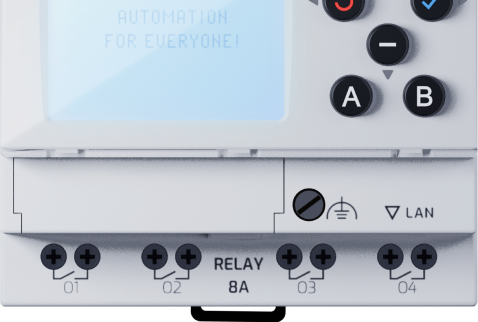 AUTOMATION
FOR EVERYONE!
A B
LAN
RELAY
8A
O1 O2 O3 O4